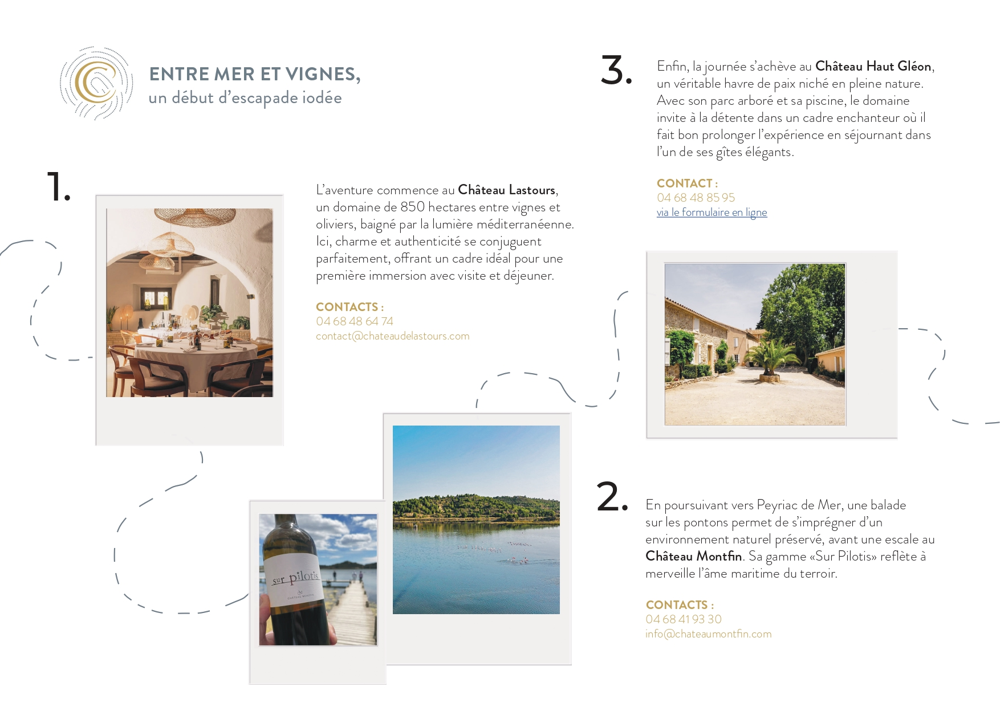 ENTRE MER ET VIGNES,
un début d’escapade iodée
1.
L’aventure commence au Château Lastours,
un domaine de 850 hectares entre vignes et
oliviers, baigné par la lumière méditerranéenne.
Ici, charme et authenticité se conjuguent
parfaitement, offrant un cadre idéal pour une
première immersion avec visite et déjeuner.
CONTACTS :
04 68 48 64 74
contact@chateaudelastours.com
sur pilotis
CHÂTEAU MONTFIN
2.
En poursuivant vers Peyriac de Mer, une balade
sur les pontons permet de s’imprégner d’un
environnement naturel préservé, avant une escale au
Château Montfin. Sa gamme «Sur Pilotis» reflète à
merveille l’âme maritime du terroir.
CONTACTS :
04 68 41 93 30
info@chateaumontfin.com
3.
Enfin, la journée s’achève au Château Haut Gléon,
un véritable havre de paix niché en pleine nature.
Avec son parc arboré et sa piscine, le domaine
invite à la détente dans un cadre enchanteur où il
fait bon prolonger l’expérience en séjournant dans
l’un de ses gîtes élégants.
CONTACT :
04 68 48 85 95
via le formulaire en ligne